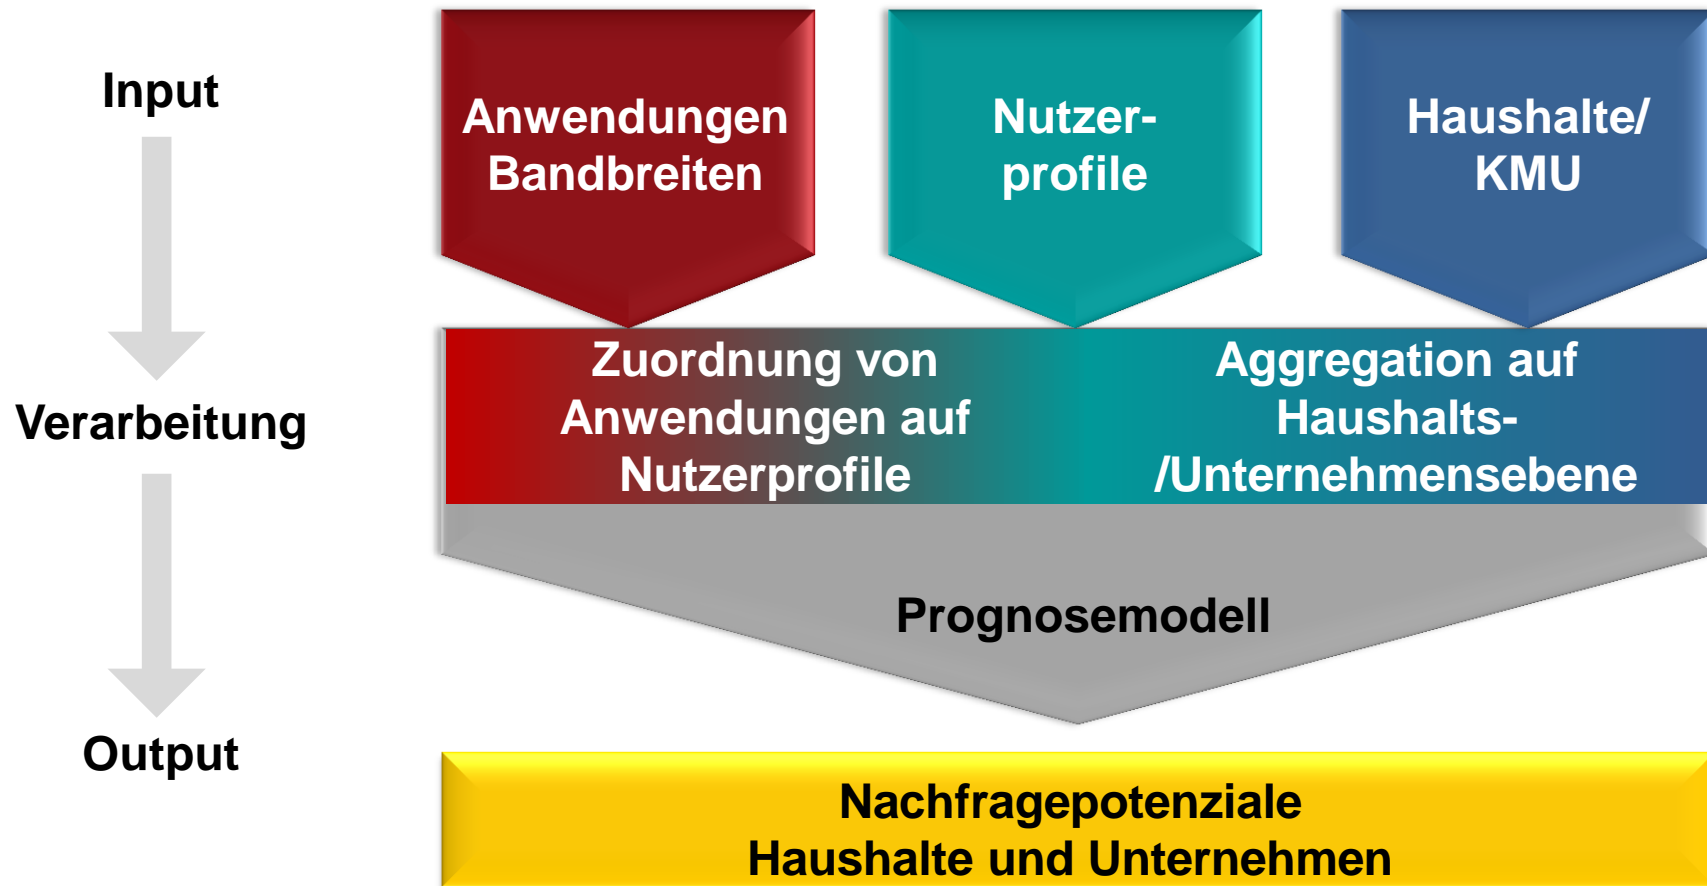 Input
Anwendungen
Bandbreiten
Nutzer-
profile
Haushalte/
KMU
Verarbeitung
Zuordnung von
Anwendungen auf
Nutzerprofile
Aggregation auf
Haushalts-
/Unternehmensebene
Prognosemodell
Output
Nachfragepotenziale
Haushalte und Unternehmen